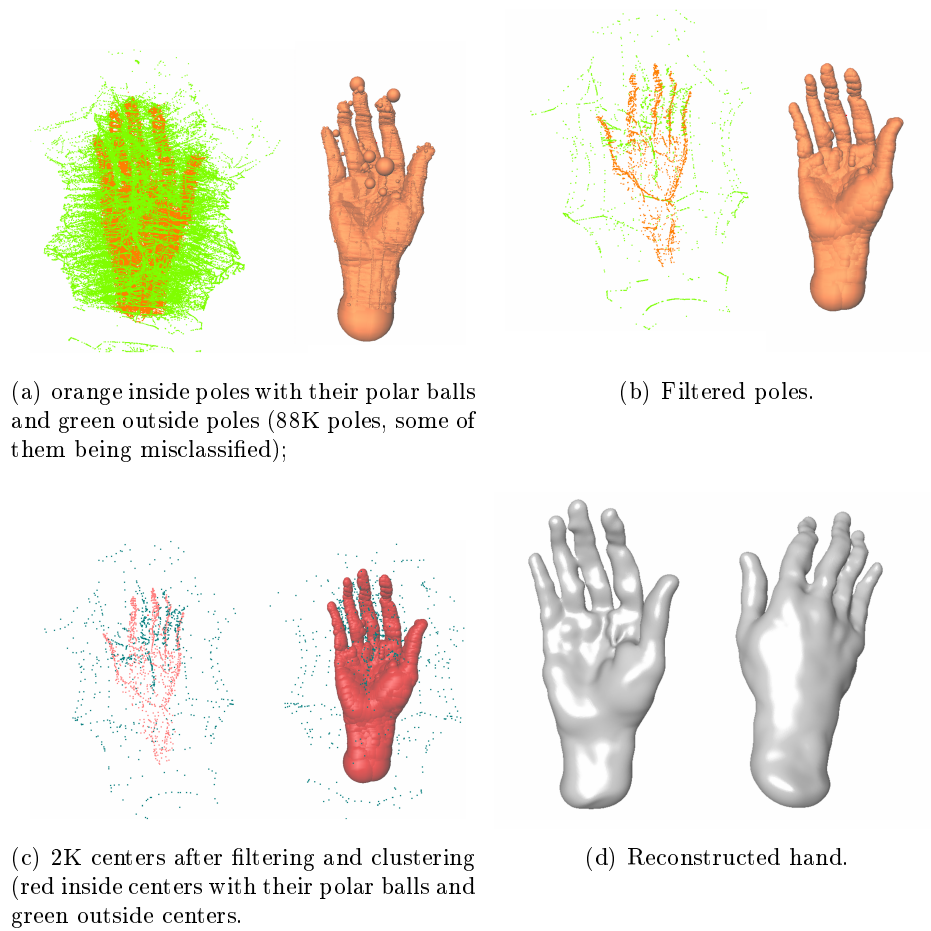 (a) orange inside poles with their polar balls
and green outside poles (88K poles, some of
them being misclassified);
(b) Filtered poles.
(c) 2K centers after filtering and clustering
(red inside centers with their polar balls and
green outside centers.
(d) Reconstructed hand.